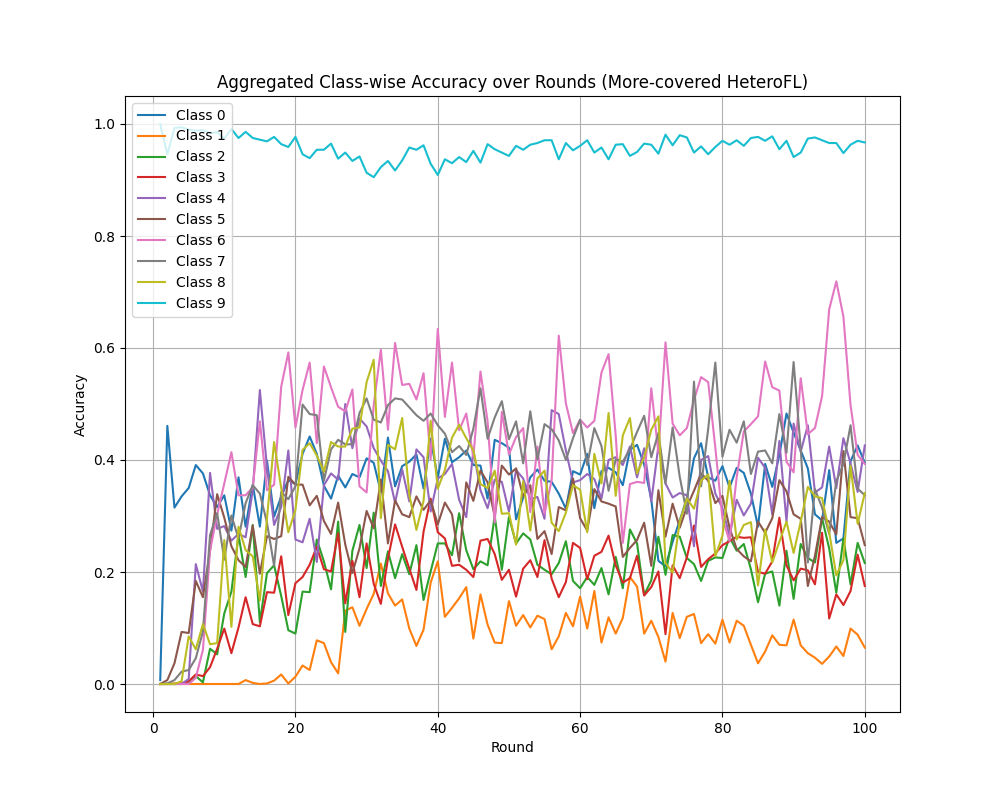 Aggregated Class-wise Accuracy over Rounds (More-covered HeteroFL)
Class 0
Class 1
Class 2
Class 3
Class 4
Class 5
Class 6
Class 7
Class 8
Class 9
1.0
0.8
0.6
0.4
0.2
0.0
Accuracy
0 20 40 60 80 100
Round